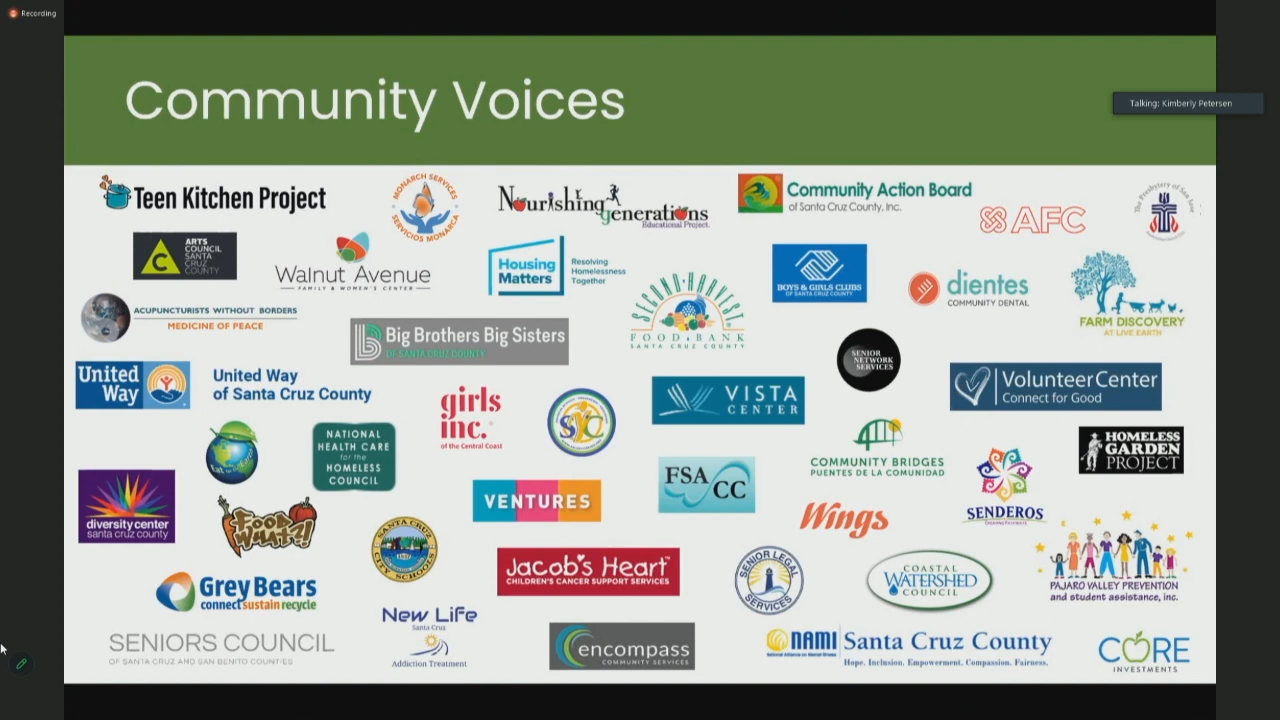 Recording
Community Voices
Talking: Kimberly Petersen
Teen Kitchen Project
MONARCH SERVICES
SERVICIOS MONARCA
Nourishing
generations
Educational Project.
Community Action Board
of Santa Cruz County, Inc.
AFC
ARTS
COUNCIL
SANTA
CRUZ
COUNTY
Walnut Avenue
FAMILY & WOMEN'S CENTER
Housing
Matters
Resolving
Homelessness
Together
SECOND HARVEST
FOOD BANK
SANTA CRUZ COUNTY
BOYS & GIRLS CLUBS
OF SANTA CRUZ COUNTY
dientes
COMMUNITY DENTAL
FARM DISCOVERY
AT LIVE EARTH
ACUPUNCTURISTS WITHOUT BORDERS
MEDICINE OF PEACE
Big Brothers Big Sisters
OF SANTA CRUZ COUNTY
SENIOR
NETWORK
SERVICES
United
Way
United Way
of Santa Cruz County
girls
inc.
of the Central Coast
VISTA
CENTER
VolunteerCenter
Connect for Good
NATIONAL
HEALTH CARE
for the
HOMELESS
COUNCIL
COMMUNITY BRIDGES
PUENTES DE LA COMUNIDAD
HOMELESS
GARDEN
PROJECT
diversity center
santa cruz county
FOOD
WHAT?!
SANTA CRUZ
CITY SCHOOLS
VENTURES
FSA
CC
Wings
SENDEROS
Jacob's Heart™
CHILDREN'S CANCER SUPPORT SERVICES
SENIOR LEGAL
SERVICES
COASTAL
WATERSHED
COUNCIL
PAJARO VALLEY PREVENTION
and student assistance, inc.
Grey Bears
connect sustain recycle
New Life
Santa Cruz
Addiction Treatment
SENIORS COUNCIL
OF SANTA CRUZ AND SAN BENITO COUNTIES
encompass
COMMUNITY SERVICES
NAMI
Santa Cruz County
Hope. Inclusion. Empowerment. Compassion. Fairness.
CORE
INVESTMENTS